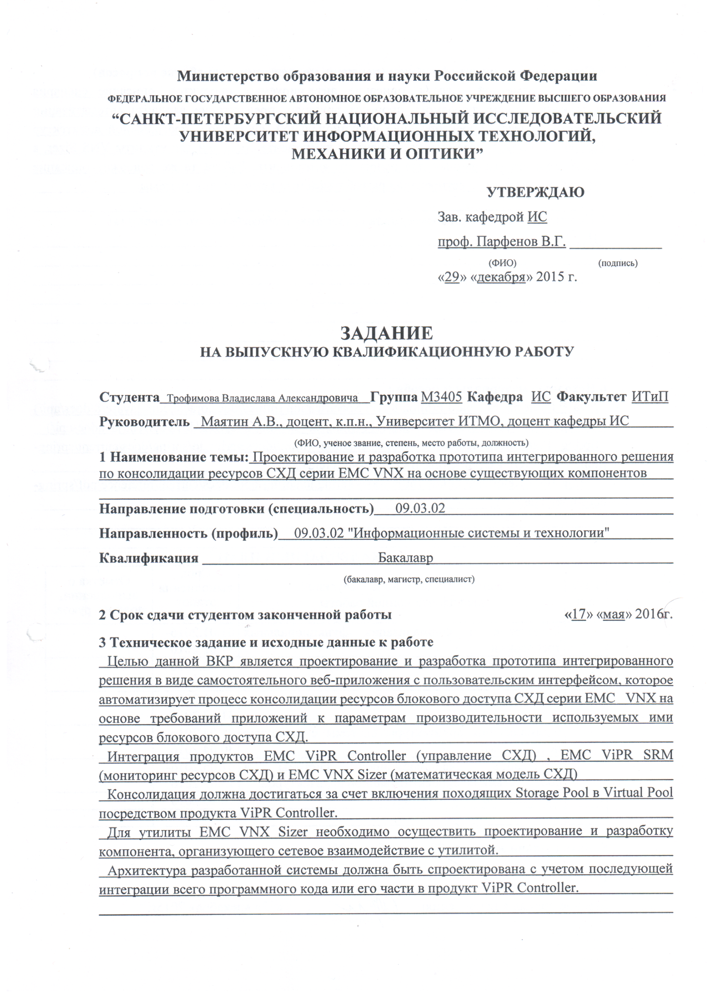 Министерство образования и науки Российской Федерации
ФЕДЕРАЛЬНОЕ ГОСУДАРСТВЕННОЕ АВТОНОМНОЕ ОБРАЗОВАТЕЛЬНОЕ УЧРЕЖДЕНИЕ ВЫСШЕГО ОБРАЗОВАНИЯ
“САНКТ-ПЕТЕРБУРГСКИЙ НАЦИОНАЛЬНЫЙ ИССЛЕДОВАТЕЛЬСКИЙ
УНИВЕРСИТЕТ ИНФОРМАЦИОННЫХ ТЕХНОЛОГИЙ,
МЕХАНИКИ И ОПТИКИ”
УТВЕРЖДАЮ
Зав. кафедрой ИС
проф. Парфенов В.Г.
(ФИО) (подпись)
«29» «декабря» 2015 г.
ЗАДАНИЕ
НА ВЫПУСКНУЮ КВАЛИФИКАЦИОННУЮ РАБОТУ
Студента Трофимова Владислава Александровича Группа М3405 Кафедра ИС Факультет ИТиП
Руководитель Маятин А.В., доцент, к.п.н., Университет ИТМО, доцент кафедры ИС
(ФИО, ученое звание, степень, место работы, должность)
1 Наименование темы: Проектирование и разработка прототипа интегрированного решения
по консолидации ресурсов СХД серии EMC VNX на основе существующих компонентов
Направление подготовки (специальность) 09.03.02
Направленность (профиль) 09.03.02 "Информационные системы и технологии"
Квалификация Бакалавр
(бакалавр, магистр, специалист)
2 Срок сдачи студентом законченной работы «17» «мая» 2016г.
3 Техническое задание и исходные данные к работе
Целью данной ВКР является проектирование и разработка прототипа интегрированного
решения в виде самостоятельного веб-приложения с пользовательским интерфейсом, которое
автоматизирует процесс консолидации ресурсов блокового доступа СХД серии EMC VNX на
основе требований приложений к параметрам производительности используемых ими
ресурсов блокового доступа СХД.
Интеграция продуктов EMC ViPR Controller (управление СХД) , EMC ViPR SRM
(мониторинг ресурсов СХД) и EMC VNX Sizer (математическая модель СХД)
Консолидация должна достигаться за счет включения походящих Storage Pool в Virtual Pool
посредством продукта ViPR Controller.
Для утилиты EMC VNX Sizer необходимо осуществить проектирование и разработку
компонента, организующего сетевое взаимодействие с утилитой.
Архитектура разработанной системы должна быть спроектирована с учетом последующей
интеграции всего программного кода или его части в продукт ViPR Controller.